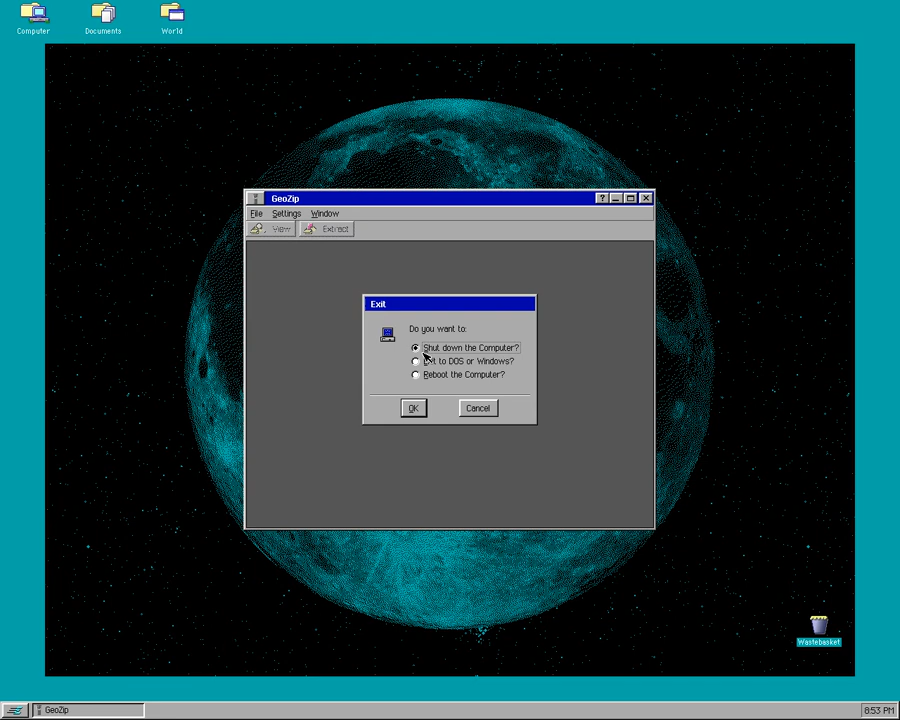 Computer
Documents
World
GeoZip
File Settings Window
View Extract
Exit
Do you want to:
Shut down the Computer?
to DOS or Windows?
Reboot the Computer?
OK Cancel
Wastebasket
GeoZip
8:53 PM